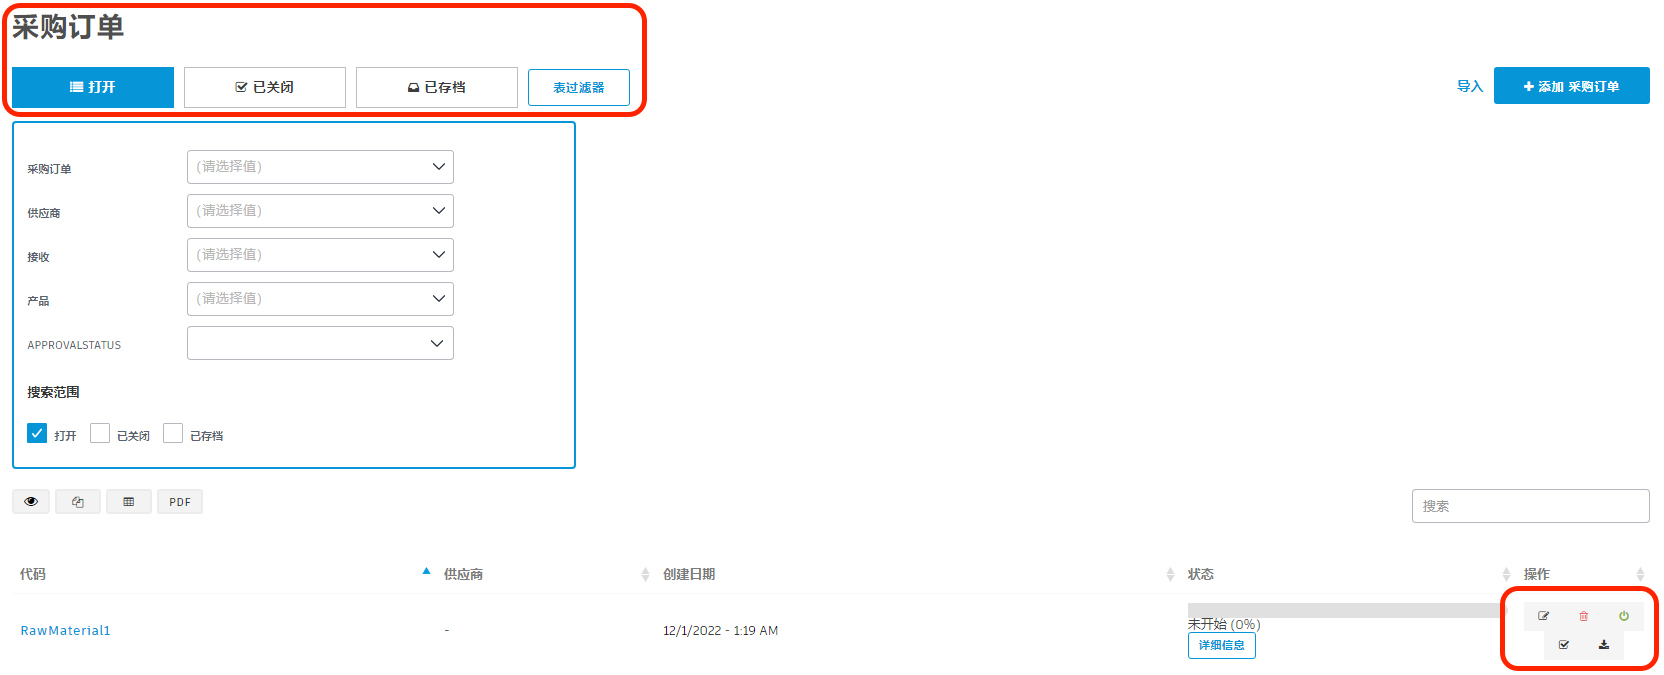 采购订单
打开
已关闭
已存档
表过滤器
导入
添加 采购订单
采购订单 (请选择值)
供应商 (请选择值)
接收 (请选择值)
产品 (请选择值)
APPROVALSTATUS
搜索范围
打开 已关闭 已存档
PDF
搜索
代码 供应商 创建日期 状态 操作
RawMaterial1 - 12/1/2022 - 1:19 AM 未开始 (0%)
详细信息